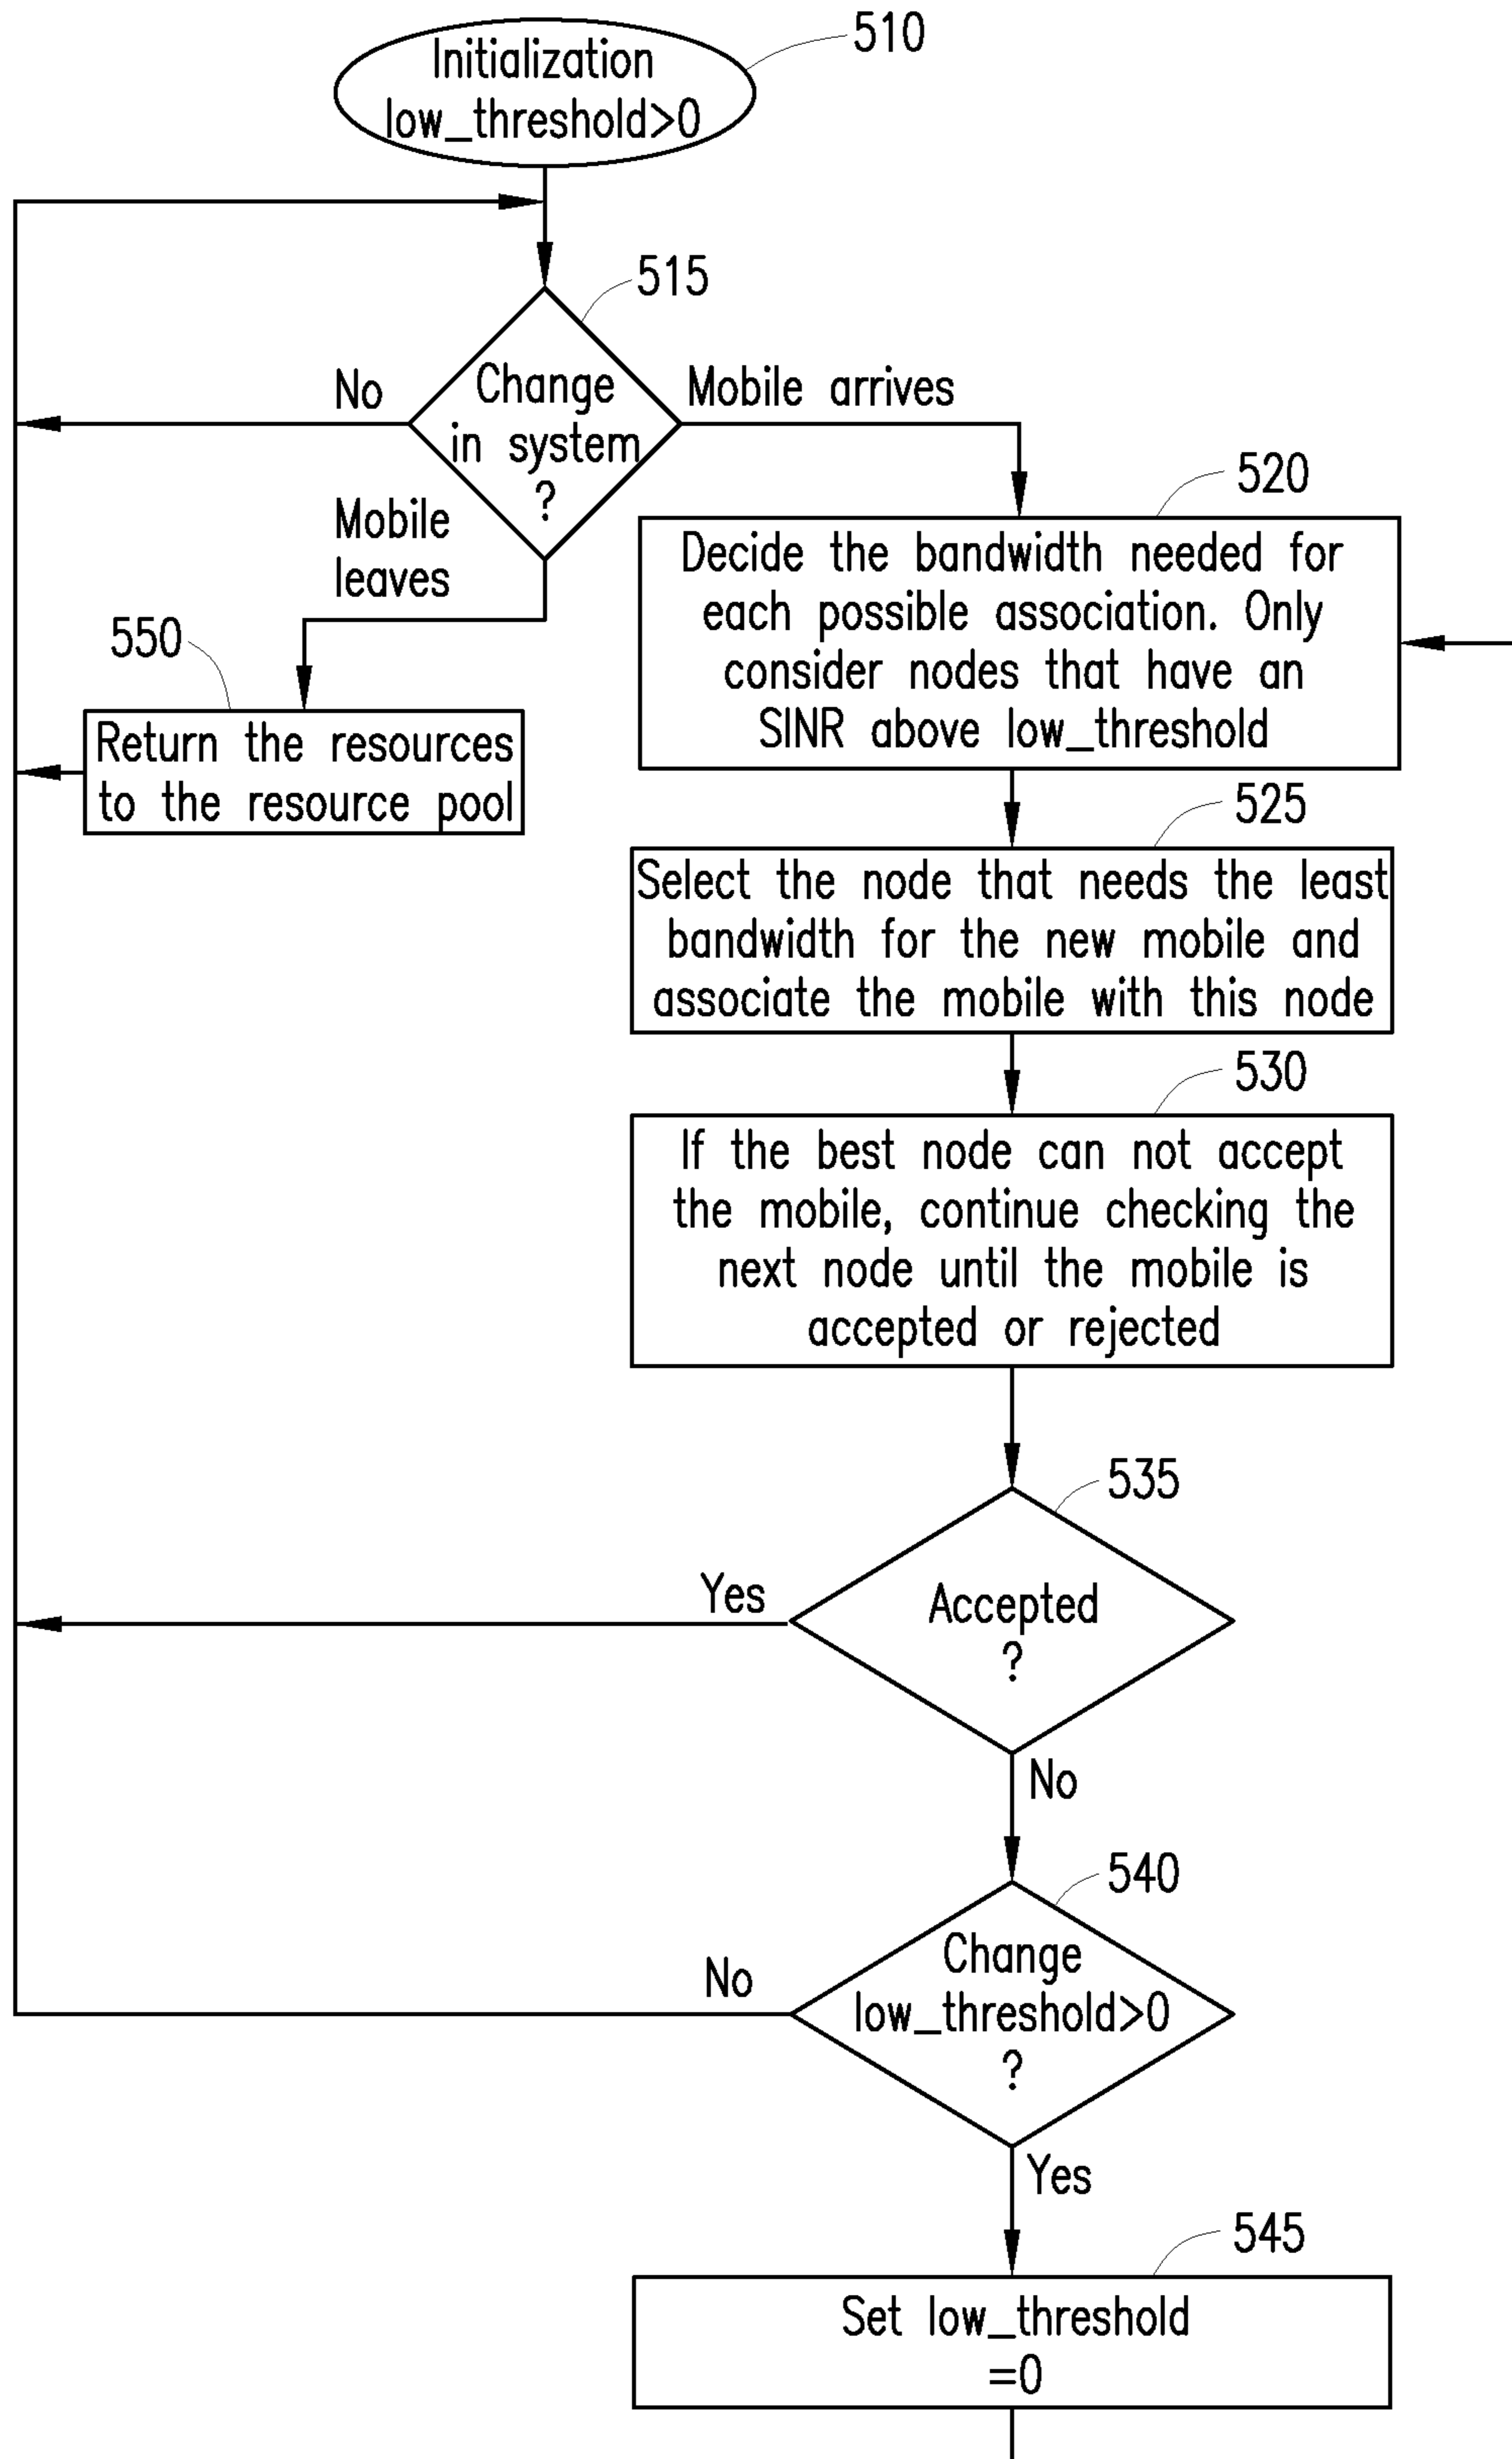 Initialization
low_threshold>0
510
515
Change
in system
?
No
Mobile arrives
Mobile
leaves
520
Decide the bandwidth needed for
each possible association. Only
consider nodes that have an
SINR above low_threshold
550
Return the resources
to the resource pool
525
Select the node that needs the least
bandwidth for the new mobile and
associate the mobile with this node
530
If the best node can not accept
the mobile, continue checking the
next node until the mobile is
accepted or rejected
535
Accepted
?
Yes
No
540
Change
low_threshold>0
?
No
Yes
545
Set low_threshold
=0